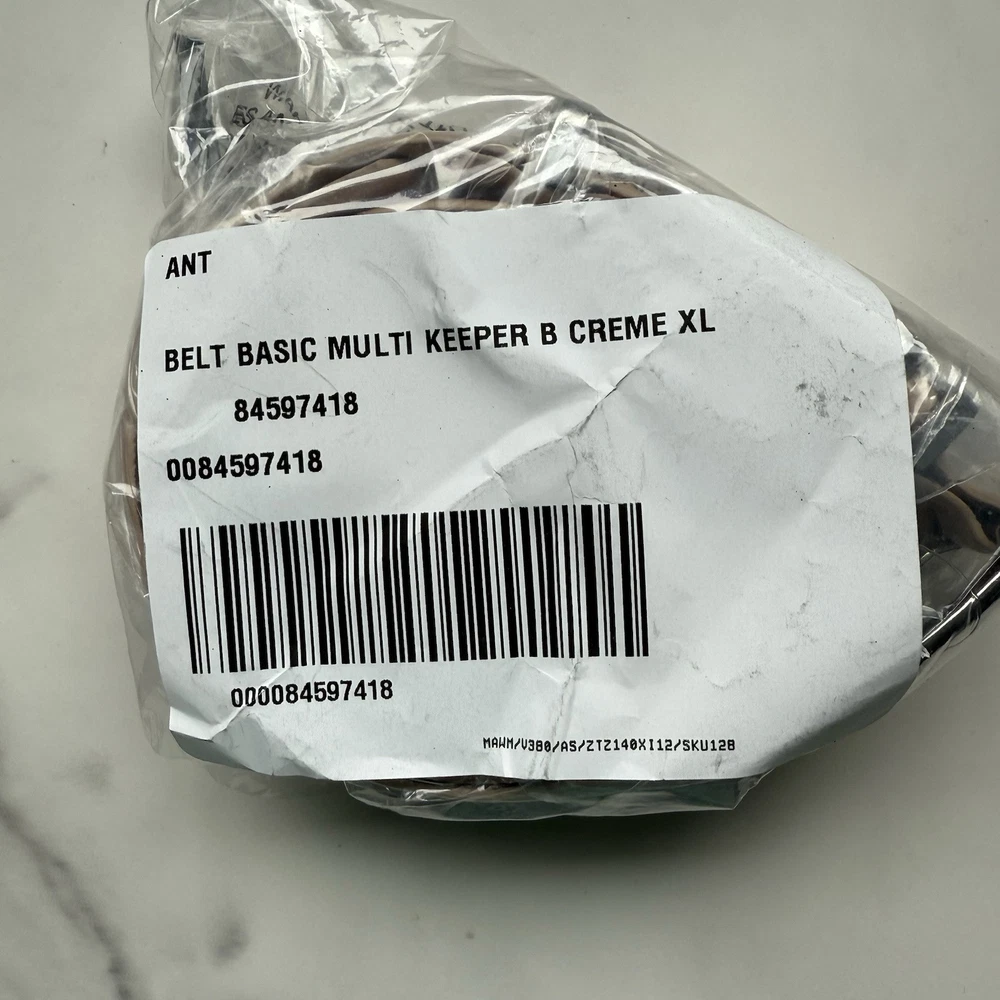 ANT
BELT BASIC MULTI KEEPER B CREME XL
84597418
0084597418
000084597418
MAWM/V380/AS/ZTZ140XI12/SKU128